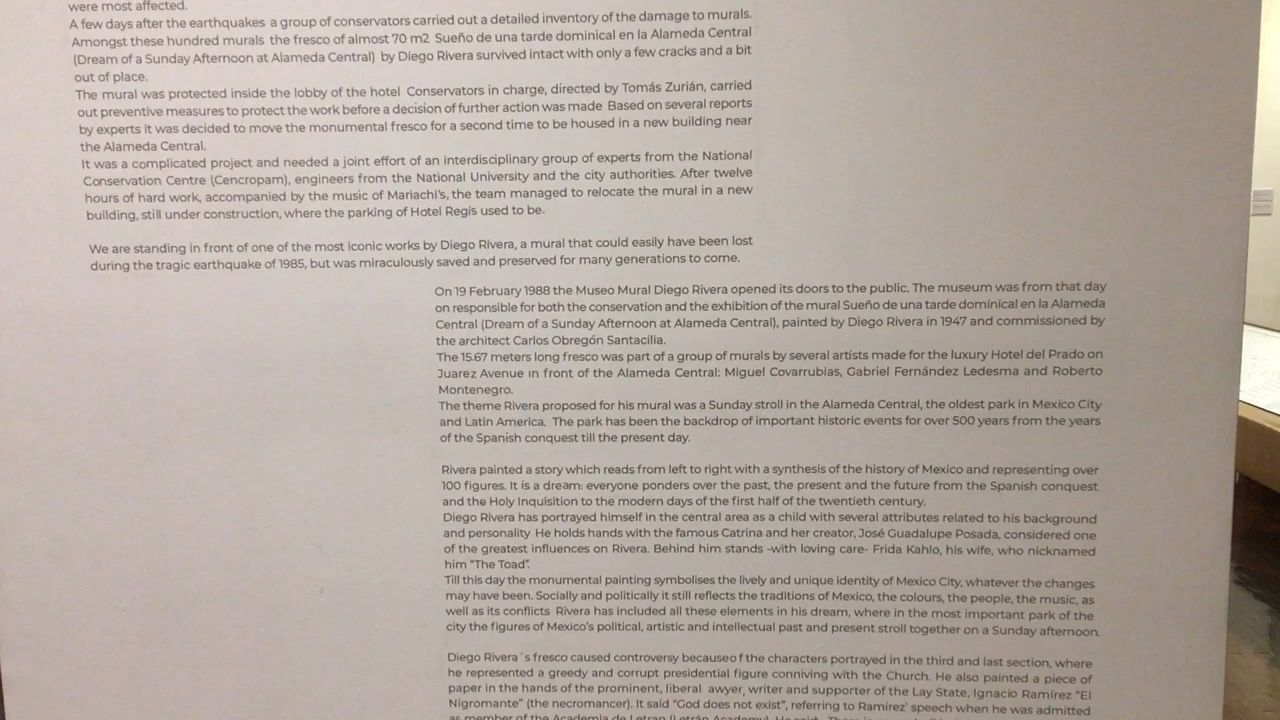 were most affected.
A few days after the earthquakes a group of conservators carried out a detailed inventory of the damage to murals.
Amongst these hundred murals the fresco of almost 70 m2 Sueño de una tarde dominical en la Alameda Central
(Dream of a Sunday Afternoon at Alameda Central) by Diego Rivera survived intact with only a few cracks and a bit
out of place.
The mural was protected inside the lobby of the hotel Conservators in charge, directed by Tomás Zurián, carried
out preventive measures to protect the work before a decision of further action was made Based on several reports
by experts it was decided to move the monumental fresco for a second time to be housed in a new building near
the Alameda Central.
It was a complicated project and needed a joint effort of an interdisciplinary group of experts from the National
Conservation Centre (Cencropam), engineers from the National University and the city authorities. After twelve
hours of hard work, accompanied by the music of Mariachi's, the team managed to relocate the mural in a new
building, still under construction, where the parking of Hotel Regis used to be.
We are standing in front of one of the most iconic works by Diego Rivera, a mural that could easily have been lost
during the tragic earthquake of 1985, but was miraculously saved and preserved for many generations to come.
On 19 February 1988 the Museo Mural Diego Rivera opened its doors to the public. The museum was from that day
on responsible for both the conservation and the exhibition of the mural Sueño de una tarde domínical en la Alameda
Central (Dream of a Sunday Afternoon at Alameda Central), painted by Diego Rivera in 1947 and commissioned by
the architect Carlos Obregón Santacilia.
The 15.67 meters long fresco was part of a group of murals by several artists made for the luxury Hotel del Prado on
Juarez Avenue in front of the Alameda Central: Miguel Covarrubias, Gabriel Fernández Ledesma and Roberto
Montenegro.
The theme Rivera proposed for his mural was a Sunday stroll in the Alameda Central, the oldest park in Mexico City
and Latin America. The park has been the backdrop of important historic events for over 500 years from the years
of the Spanish conquest till the present day.
Rivera painted a story which reads from left to right with a synthesis of the history of Mexico and representing over
100 figures. It is a dream: everyone ponders over the past, the present and the future from the Spanish conquest
and the Holy Inquisition to the modern days of the first half of the twentieth century.
Diego Rivera has portrayed himself in the central area as a child with several attributes related to his background
and personality He holds hands with the famous Catrina and her creator, José Guadalupe Posada, considered one
of the greatest influences on Rivera. Behind him stands -with loving care- Frida Kahlo, his wife, who nicknamed
him "The Toad".
Till this day the monumental painting symbolises the lively and unique identity of Mexico City, whatever the changes
may have been. Socially and politically it still reflects the traditions of Mexico, the colours, the people, the music, as
well as its conflicts Rivera has included all these elements in his dream, where in the most important park of the
city the figures of Mexico's political, artistic and intellectual past and present stroll together on a Sunday afternoon.
Diego Rivera´s fresco caused controversy becauseof the characters portrayed in the third and last section, where
he represented a greedy and corrupt presidential figure conniving with the Church. He also painted a piece of
paper in the hands of the prominent, liberal awyer, writer and supporter of the Lay State, Ignacio Ramírez "El
Nigromante" (the necromancer). It said "God does not exist", referring to Ramírez' speech when he was admitted
as member of the Academia de Letran (Letrán Academy). He said